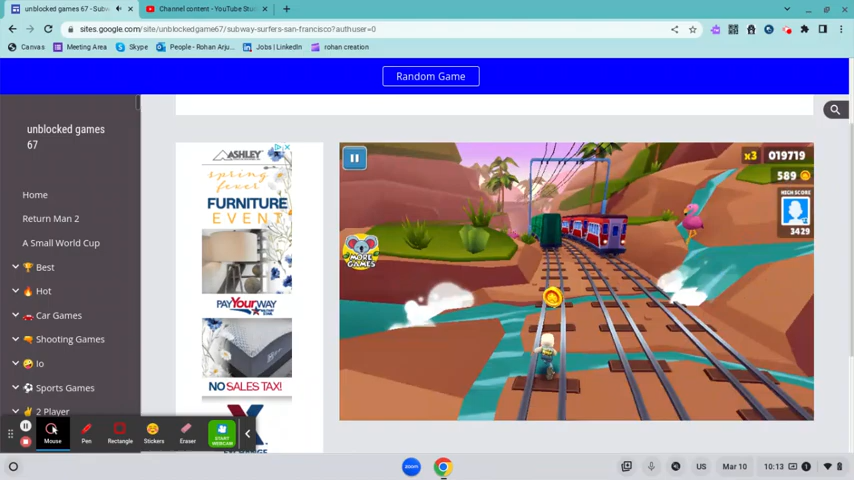 unblocked games 67 - Su
Channel content - YouTube Stu
sites.google.com/site/unblockedgame67/subway-surfers-san-francisco?authuser=0
Canvas
Meeting Area
Skype
People - Rohan Arju...
Jobs | LinkedIn
rohan creation
Random Game
unblocked games
67
Home
Return Man 2
A Small World Cup
Best
Hot
Car Games
Shooting Games
Io
Sports Games
2 Player
ASHLEY
spring
fever
FURNITURE
EVENT
PAY YOUR WAY
NO SALES TAX!
X
EXCHANGE
MORE
GAMES
x3 019719
589
HIGH SCORE
3429
Mouse
Pen
Rectangle
Stickers
Eraser
START
WEBCAM
zoom
US
Mar 10
10:13
1